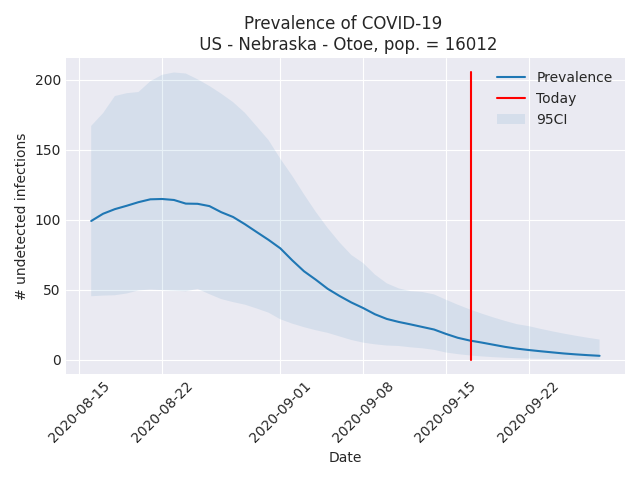 Prevalence of COVID-19
US - Nebraska - Otoe, pop. = 16012
200
150
100
50
0
# undetected infections
Prevalence
Today
95CI
2020-08-15
2020-08-22
2020-09-01
2020-09-08
2020-09-15
2020-09-22
Date